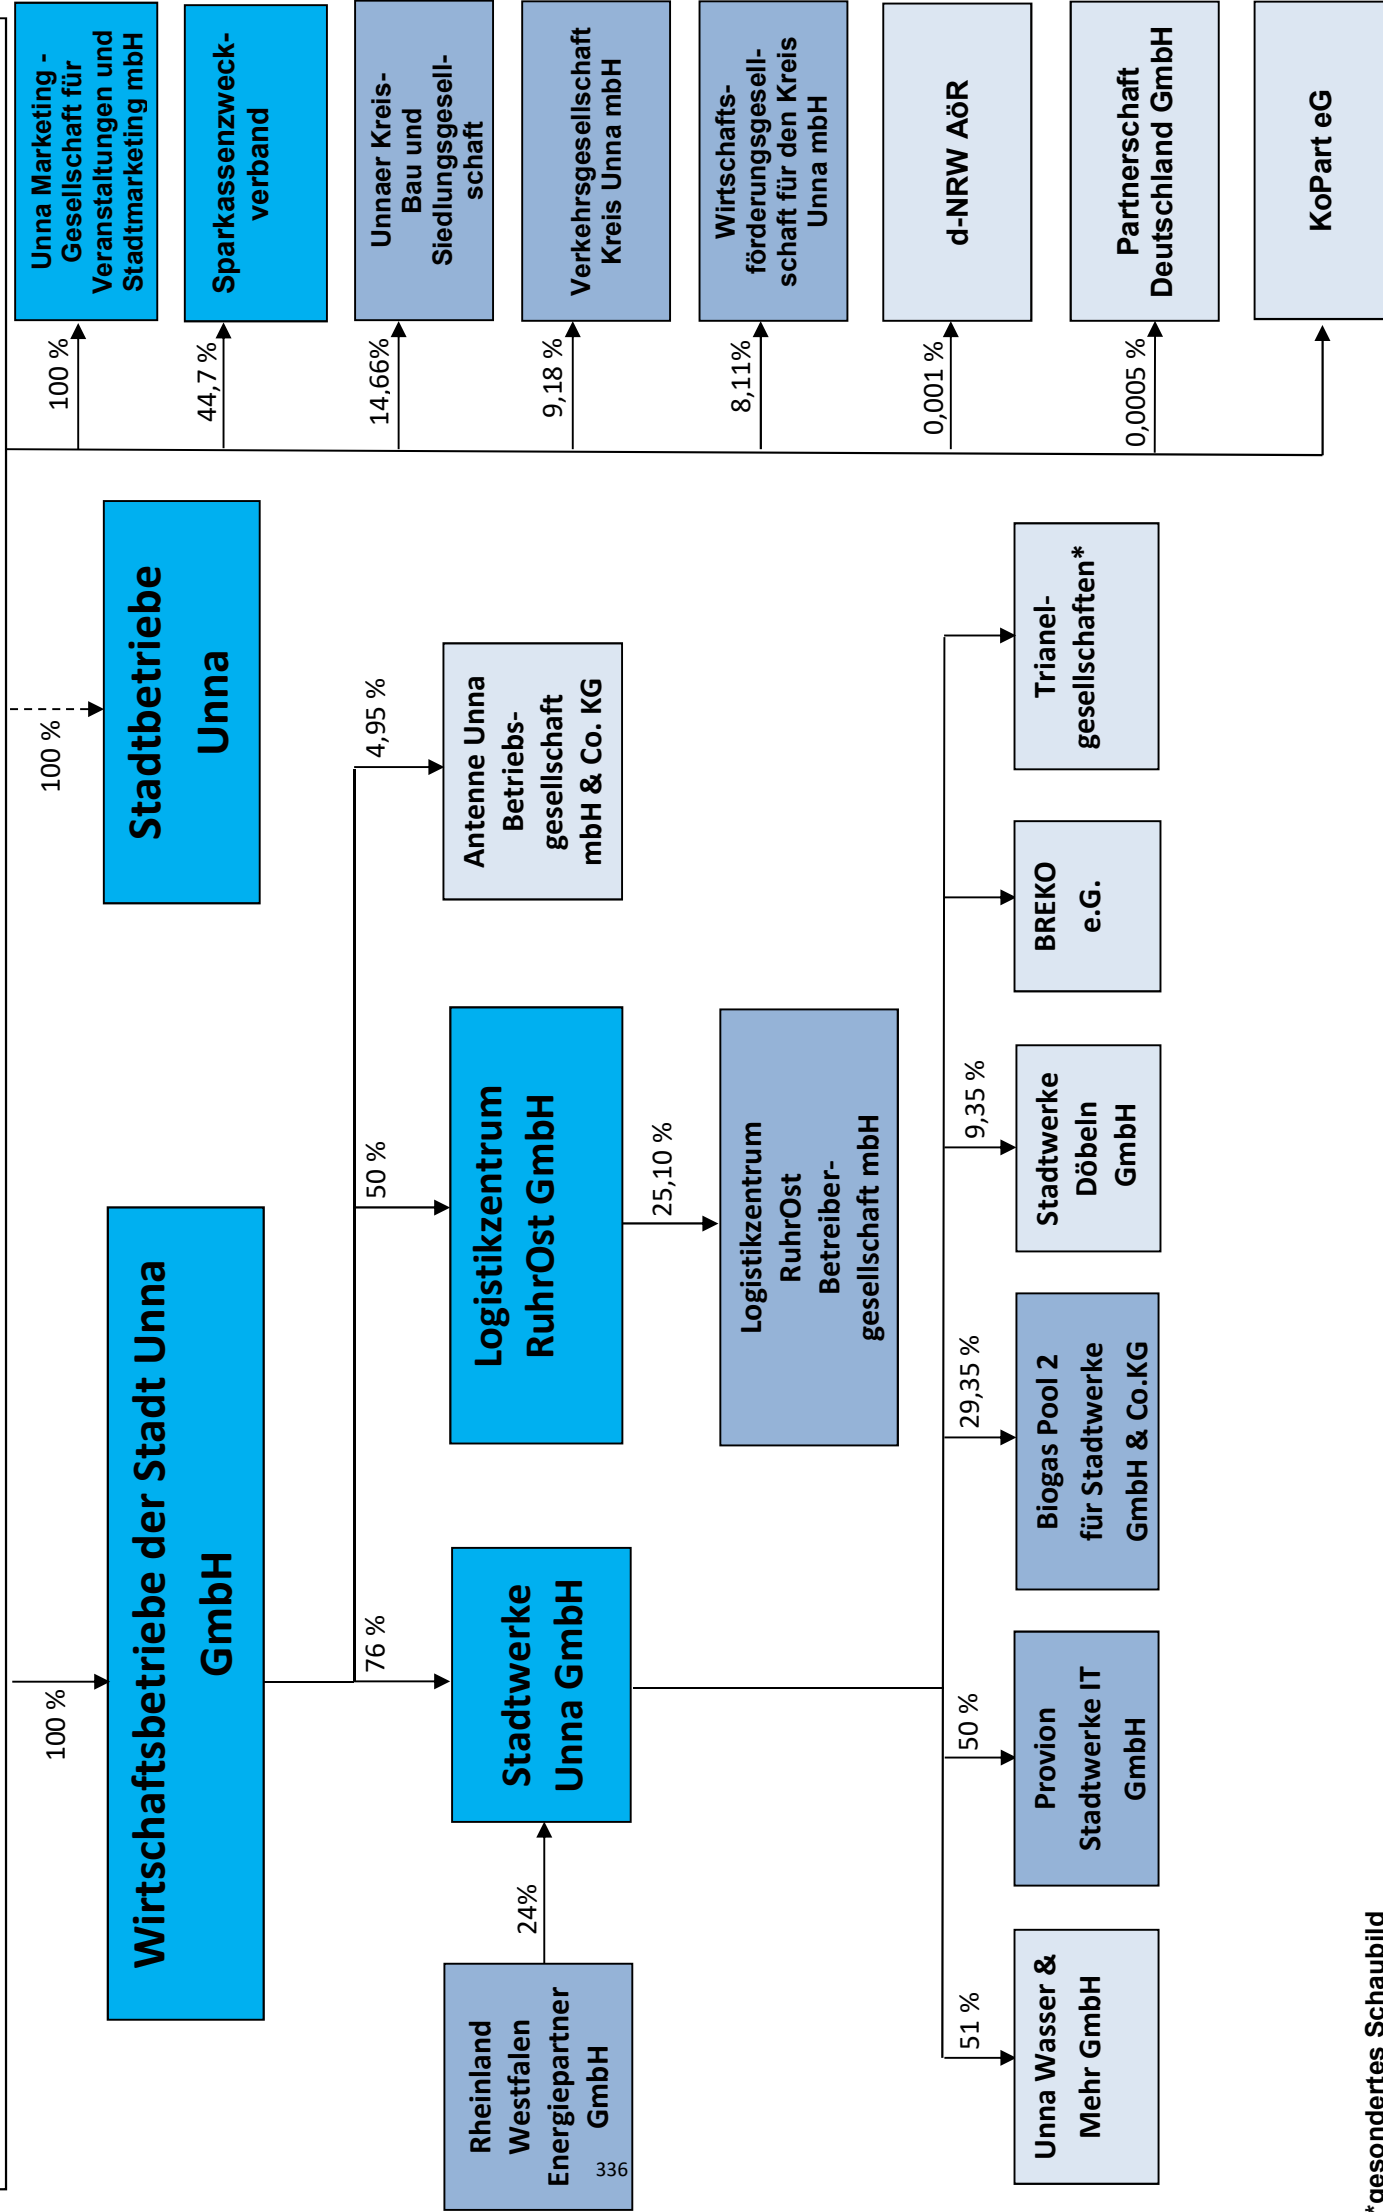 100 %
Wirtschaftsbetriebe der Stadt Unna
GmbH
100 %
Stadtbetriebe
Unna
100 %
Unna Marketing -
Gesellschaft für
Veranstaltungen und
Stadtmarketing mbH
44,7 %
Sparkassenzweck-
verband
14,66%
Unnaer Kreis-
Bau und
Siedlungsgesell-
schaft
9,18 %
Verkehrsgesellschaft
Kreis Unna mbH
8,11%
Wirtschafts-
förderungsgesell-
schaft für den Kreis
Unna mbH
0,001 %
d-NRW AöR
0,0005 %
Partnerschaft
Deutschland GmbH
KoPart eG
76 %
50 %
4,95 %
Rheinland
Westfalen
Energiepartner
GmbH
336
24%
Stadtwerke
Unna GmbH
Logistikzentrum
RuhrOst GmbH
Antenne Unna
Betriebs-
gesellschaft
mbH & Co. KG
25,10 %
Logistikzentrum
RuhrOst
Betreiber-
gesellschaft mbH
51 %
Unna Wasser &
Mehr GmbH
50 %
Provion
Stadtwerke IT
GmbH
29,35 %
Biogas Pool 2
für Stadtwerke
GmbH & Co.KG
9,35 %
Stadtwerke
Döbeln
GmbH
BREKO
e.G.
Trianel-
gesellschaften*
*gesondertes Schaubild